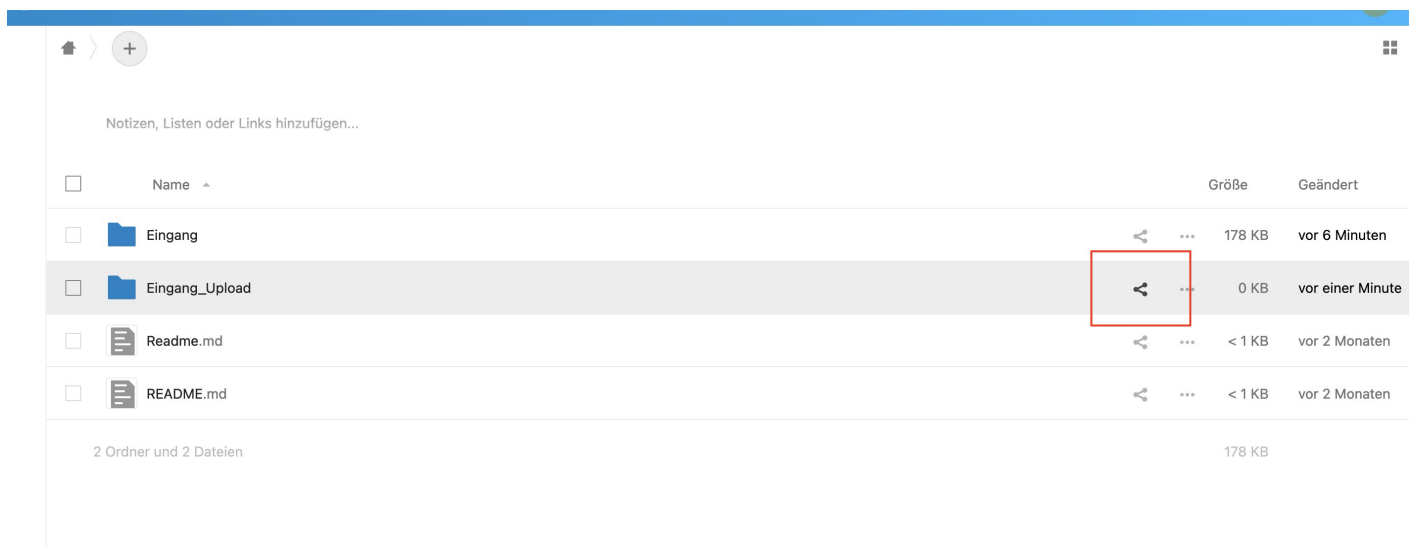 Notizen, Listen oder Links hinzufügen...
Name Größe Geändert
Eingang 178 KB vor 6 Minuten
Eingang_Upload 0 KB vor einer Minute
Readme.md < 1 KB vor 2 Monaten
README.md < 1 KB vor 2 Monaten
2 Ordner und 2 Dateien 178 KB